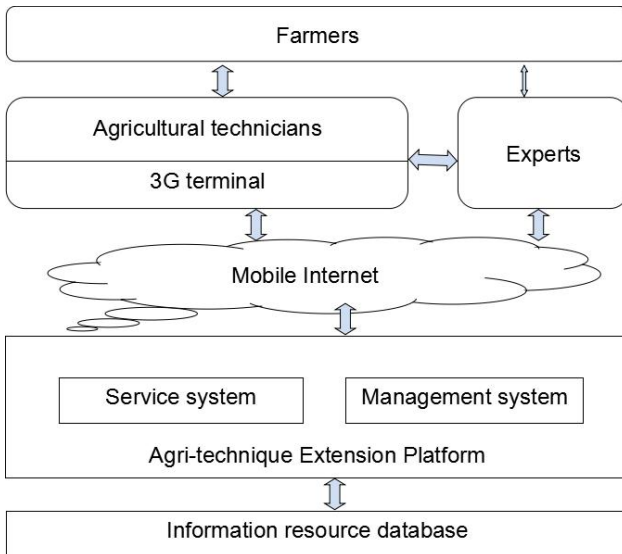 Farmers
Agricultural technicians
3G terminal
Experts
Mobile Internet
Service system
Management system
Agri-technique Extension Platform
Information resource database